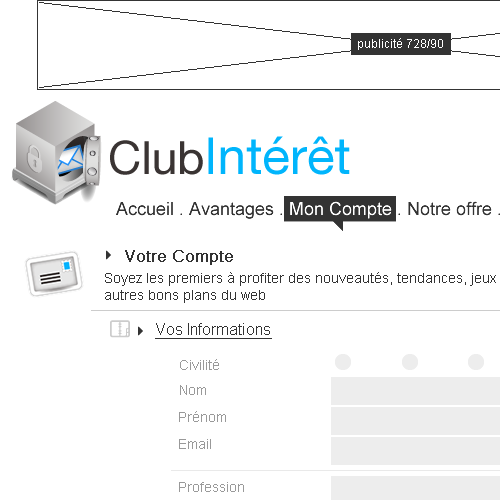 publicité 728/90
ClubIntérêt
Accueil . Avantages . Mon Compte . Notre offre .
Votre Compte
Soyez les premiers à profiter des nouveautés, tendances, jeux
autres bons plans du web
Vos Informations
Civilité
Nom
Prénom
Email
Profession